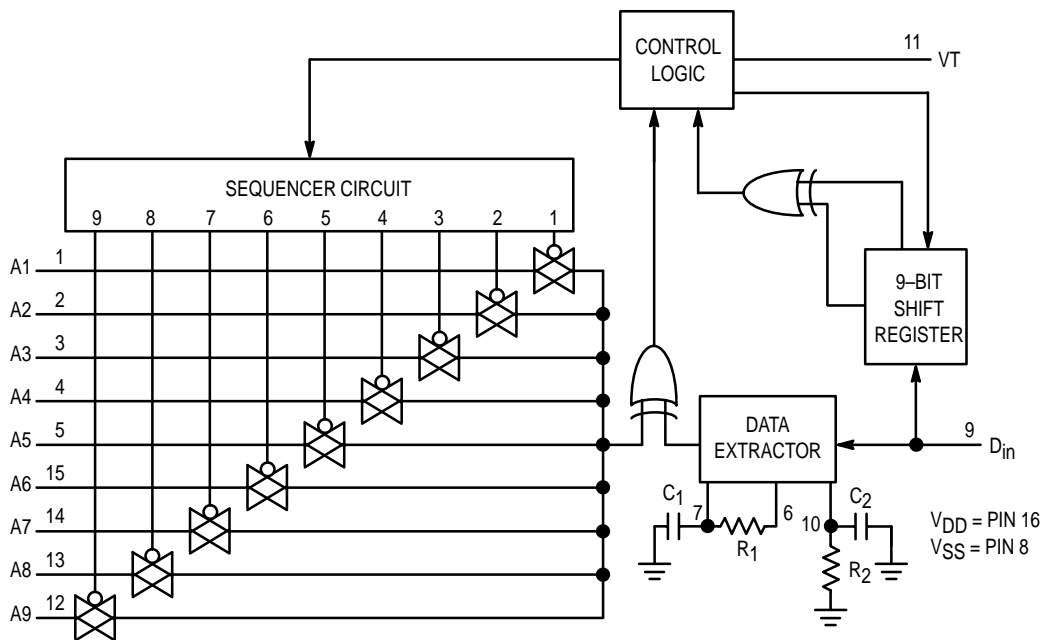 CONTROL
LOGIC
11
VT
SEQUENCER CIRCUIT
9 8 7 6 5 4 3 2 1
A1 1
A2 2
A3 3
A4 4
A5 5
A6 15
A7 14
A8 13
A9 12
9–BIT
SHIFT
REGISTER
DATA
EXTRACTOR
9
Din
C1
7
R1
6
10
C2
R2
VDD = PIN 16
VSS = PIN 8